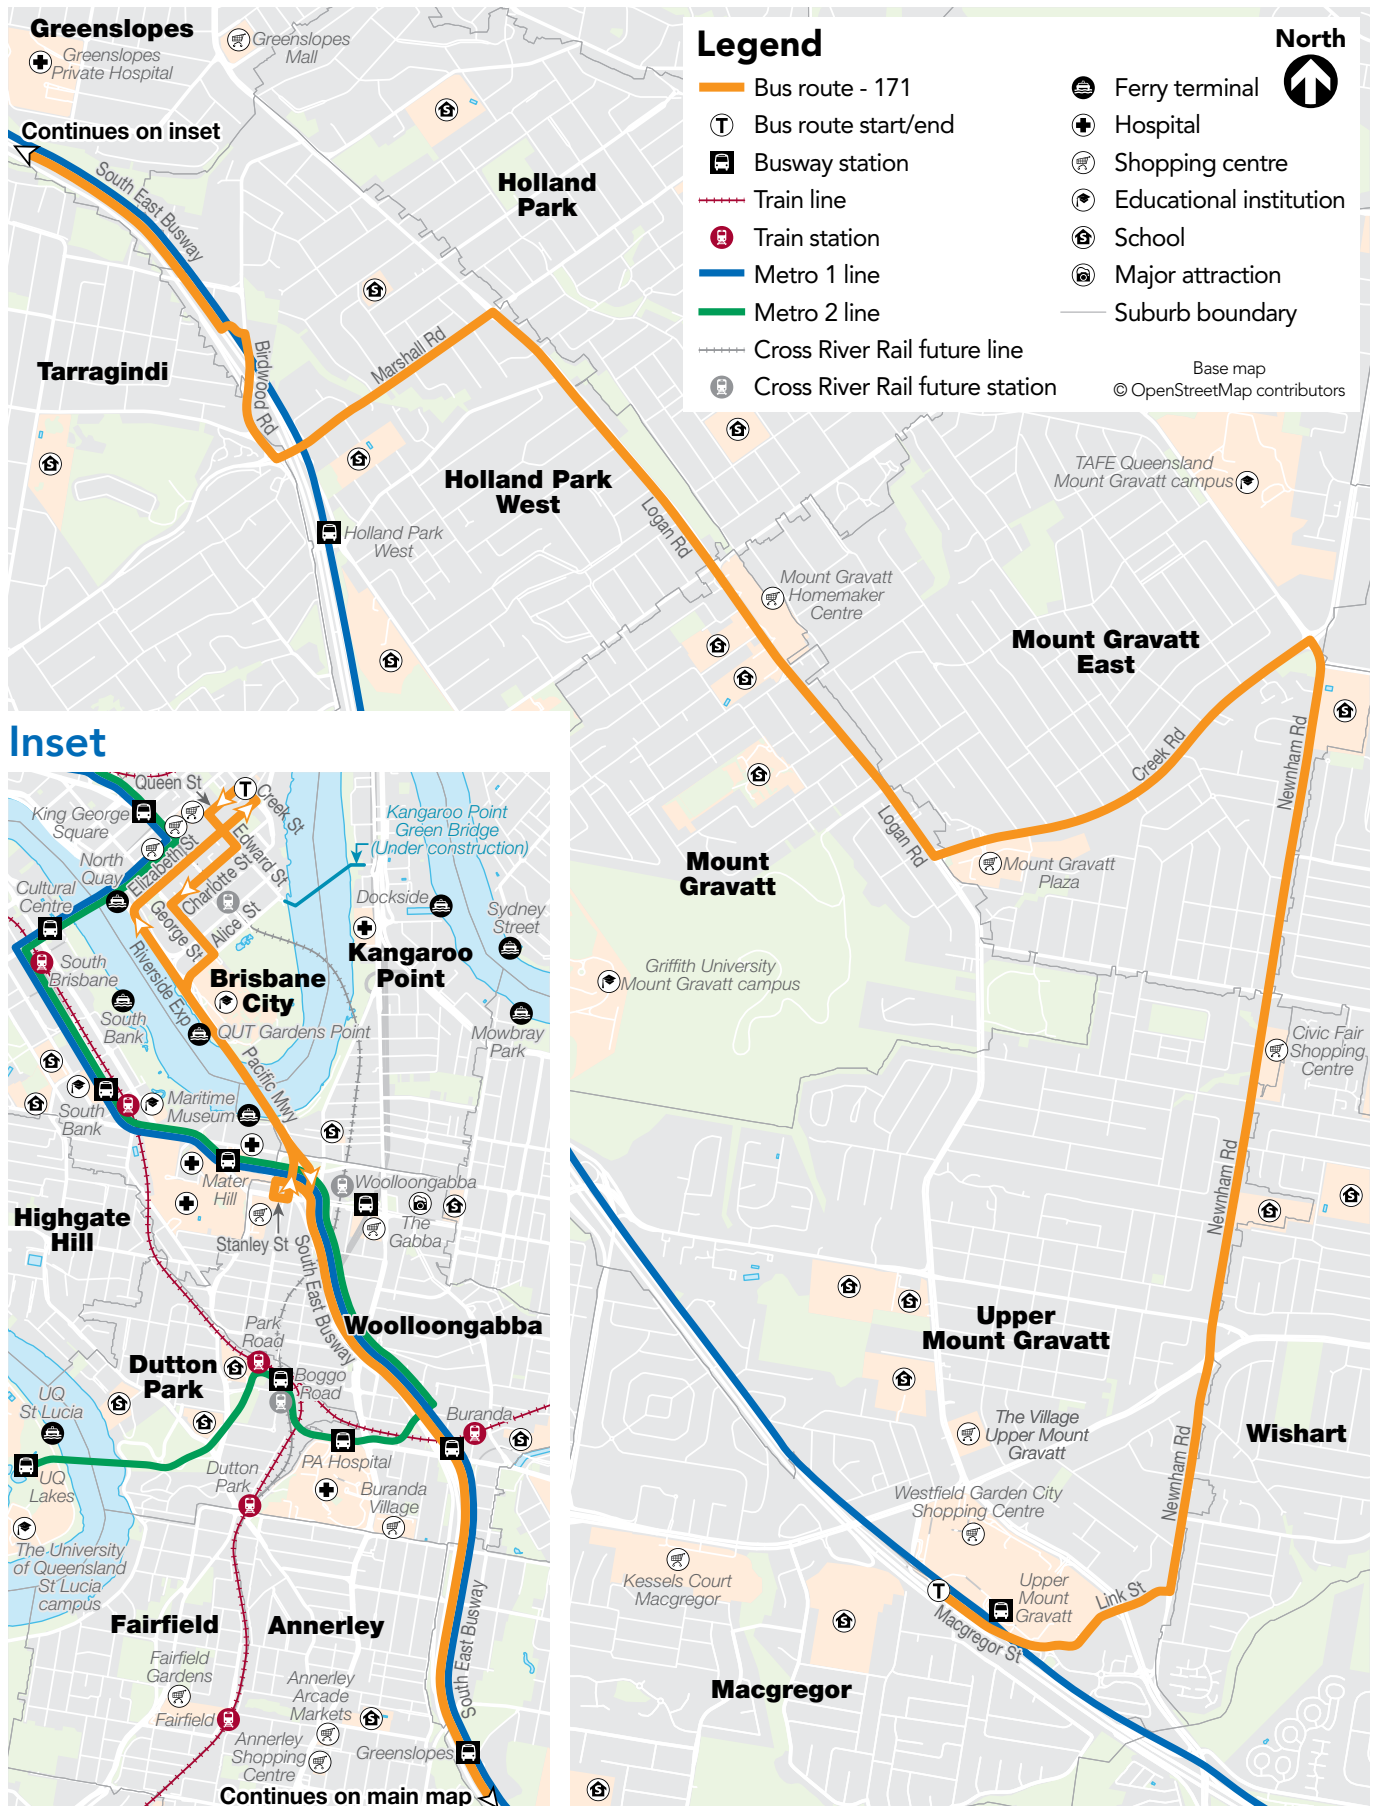 Greenslopes
Greenslopes
Private Hospital
Greenslopes
Mall
Continues on inset
South East Busway
Holland
Park
Tarragindi
Birdwood Rd
Marshall Rd
Holland Park
West
Holland Park
West
Logan Rd
Legend
North
Bus route - 171
Bus route start/end
T
Busway station
Train line
Train station
Metro 1 line
Metro 2 line
Cross River Rail future line
Cross River Rail future station
Ferry terminal
Hospital
Shopping centre
Educational institution
School
Major attraction
Suburb boundary
Base map
© OpenStreetMap contributors
TAFE Queensland
Mount Gravatt campus
Mount Gravatt
Homemaker
Centre
Mount Gravatt
East
Creek Rd
Newnham Rd
Logan Rd
Mount Gravatt
Plaza
Mount
Gravatt
Griffith University
Mount Gravatt campus
Civic Fair
Shopping
Centre
Newnham Rd
Upper
Mount Gravatt
The Village
Upper Mount
Gravatt
Wishart
Newnham Rd
Westfield Garden City
Shopping Centre
Kessels Court
Macgregor
T
Upper
Mount
Gravatt
Link St
Macgregor St
Macgregor
Inset
Queen St
T
Creek St
King George
Square
Kangaroo Point
Green Bridge
(Under construction)
Edward St
Elizabeth St
North
Quay
Charlotte St
Cultural
Centre
Dockside
Sydney
Street
George St
Alice St
Kangaroo
Point
South
Brisbane
Riverside Exp
Brisbane
City
South
Bank
QUT Gardens Point
Mowbray
Park
Pacific Mwy
Maritime
Museum
South
Bank
Mater
Hill
Woolloongabba
The
Gabba
Highgate
Hill
Stanley St
South East Busway
Woolloongabba
Park
Road
Dutton
Park
Boggo
Road
UQ
St Lucia
Buranda
PA Hospital
UQ
Lakes
Dutton
Park
Buranda
Village
The University
of Queensland
St Lucia
campus
Fairfield
Annerley
South East Busway
Fairfield
Gardens
Annerley
Arcade
Markets
Fairfield
Annerley
Shopping
Centre
Greenslopes
Continues on main map